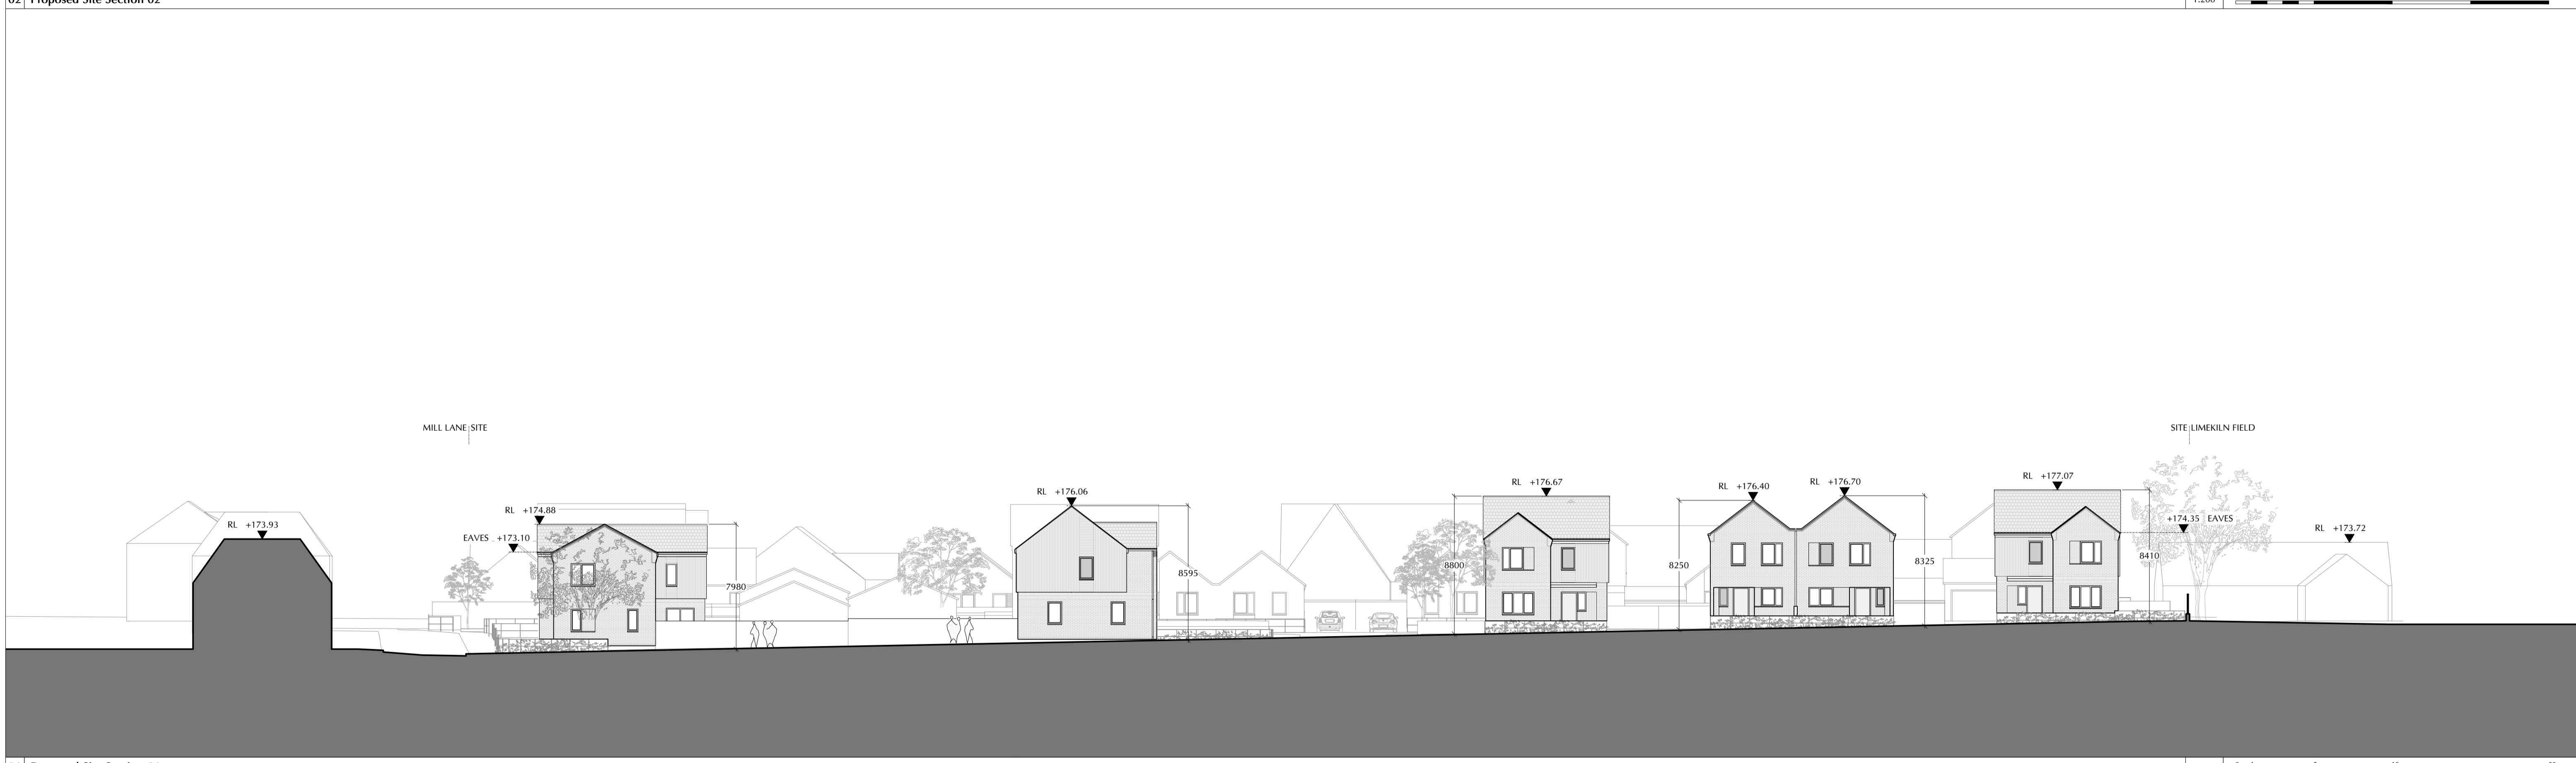 02 Proposed Site Section 02
MILL LANE SITE
SITE LIMEKILN FIELD
RL +173.93
RL +174.88
EAVES +173.10
7980
RL +176.06
8595
RL +176.67
8800
RL +176.40
8250
RL +176.70
8325
RL +177.07
8410
+174.35 EAVES
RL +173.72